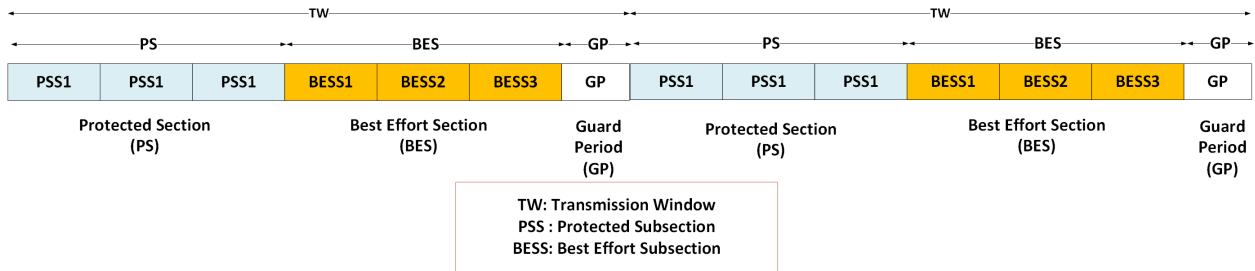 TW TW
PS BES GP PS BES GP
PSS1 PSS1 PSS1 BESS1 BESS2 BESS3 GP PSS1 PSS1 PSS1 BESS1 BESS2 BESS3 GP
Protected Section
(PS)
Best Effort Section
(BES)
Guard
Period
(GP)
Protected Section
(PS)
Best Effort Section
(BES)
Guard
Period
(GP)
TW: Transmission Window
PSS : Protected Subsection
BESS: Best Effort Subsection